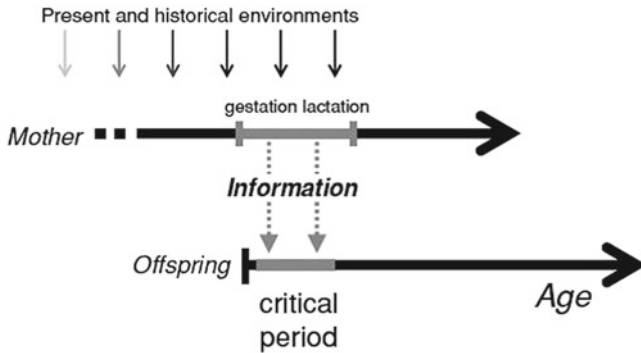 Present and historical environments
gestation lactation
Mother
Information
Offspring
Age
critical
period